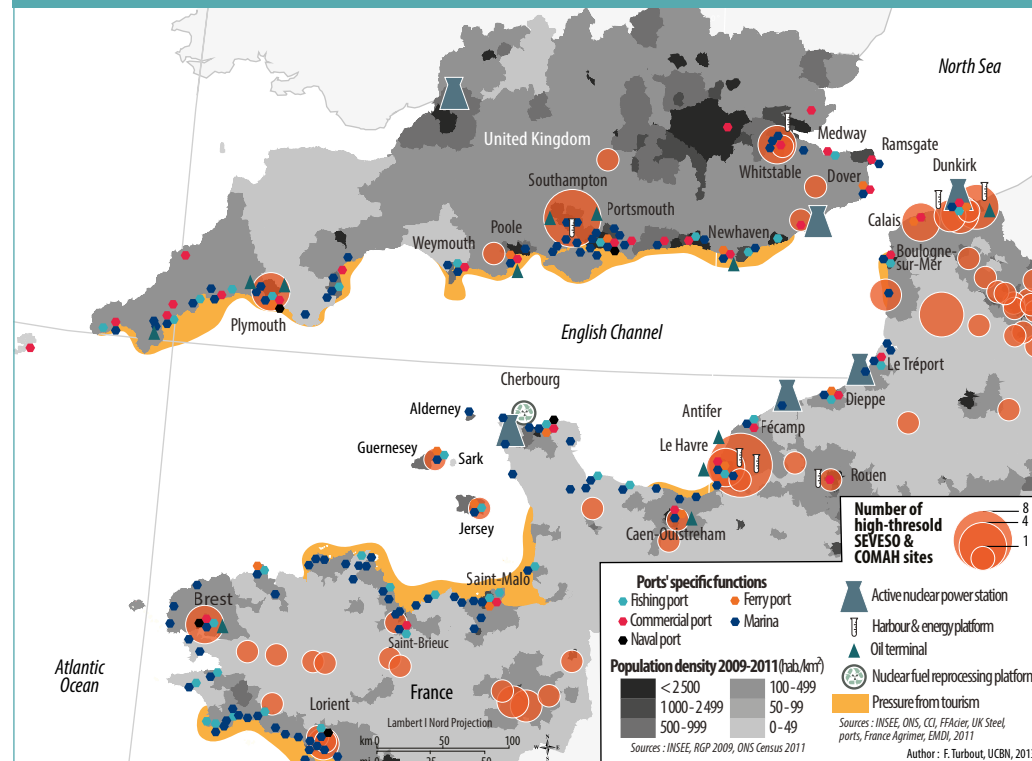 North Sea
United Kingdom
Medway
Ramsgate
Whitstable
Dover
Dunkirk
Southampton
Portsmouth
Calais
Poole
Newhaven
Weymouth
Boulogne
-sur-Mer
Plymouth
English Channel
Le Tréport
Cherbourg
Dieppe
Alderney
Antifer
Fécamp
Guernesey
Sark
Le Havre
Rouen
Jersey
Caen-Ouistreham
Saint-Malo
Brest
Saint-Brieuc
Atlantic
Ocean
France
Lorient
Lambert I Nord Projection
km 0 50 100
N
W E
S
Number of
high-thresold
SEVESO &
COMAH sites
8
4
1
Ports' specific functions
Fishing port
Ferry port
Commercial port
Marina
Naval port
Population density 2009-2011 (hab./km²)
< 2 500
1 000 - 2 499
500 - 999
100 - 499
50 - 99
0 - 49
Sources : INSEE, RGP 2009, ONS Census 2011
Active nuclear power station
Harbour & energy platform
Oil terminal
Nuclear fuel reprocessing platform
Pressure from tourism
Sources : INSEE, ONS, CCI, FFAcier, UK Steel,
ports, France Agrimer, EMDI, 2011
Author : F. Turbout, UCBN, 201